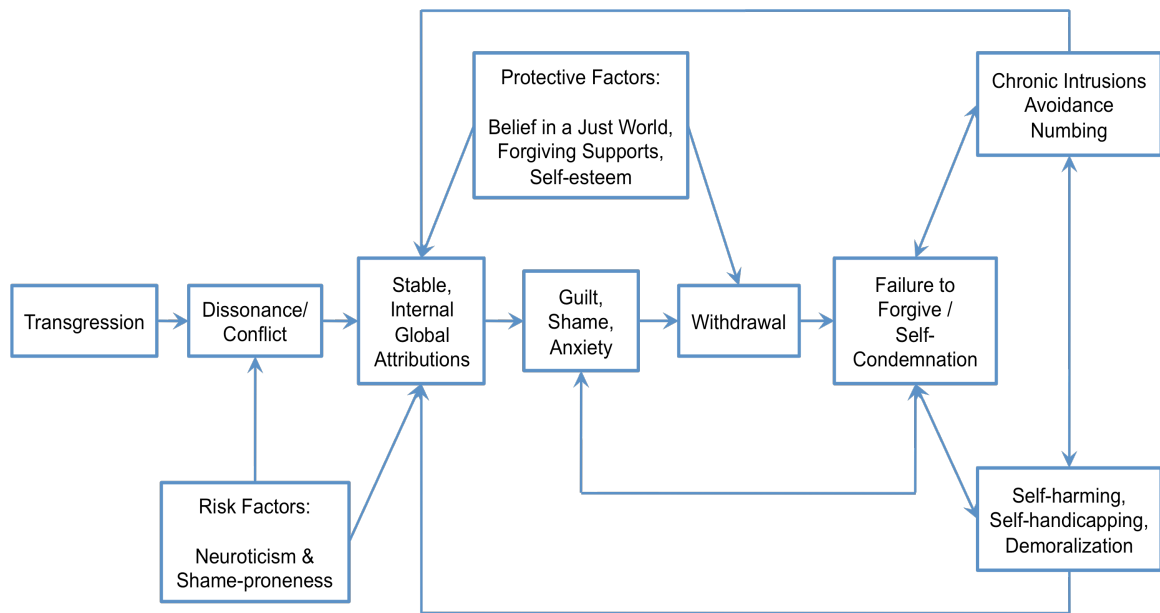 Protective Factors:
Belief in a Just World,
Forgiving Supports,
Self-esteem
Chronic Intrusions
Avoidance
Numbing
Transgression
Dissonance/
Conflict
Stable,
Internal
Global
Attributions
Guilt,
Shame,
Anxiety
Withdrawal
Failure to
Forgive /
Self-
Condemnation
Risk Factors:
Neuroticism &
Shame-proneness
Self-harming,
Self-handicapping,
Demoralization